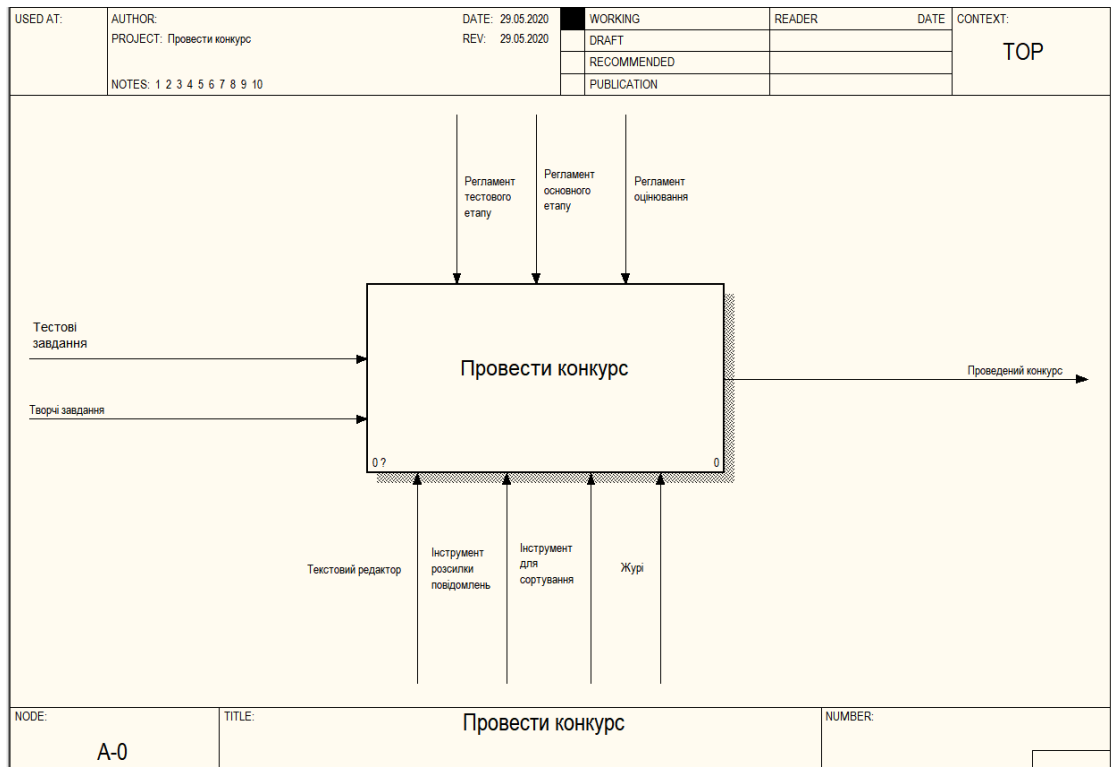 USED AT:
AUTHOR:
DATE: 29.05.2020
WORKING
READER
DATE
CONTEXT:
PROJECT: Провести конкурс
REV: 29.05.2020
DRAFT
TOP
RECOMMENDED
NOTES: 1 2 3 4 5 6 7 8 9 10
PUBLICATION
Регламент
тестового
етапу
Регламент
основного
етапу
Регламент
оцінювання
Тестові
завдання
Творчі завдання
Провести конкурс
0 ?
0
Проведений конкурс
Текстовий редактор
Інструмент
розсилки
повідомлень
Інструмент
для
сортування
Журі
NODE:
A-0
TITLE:
Провести конкурс
NUMBER: